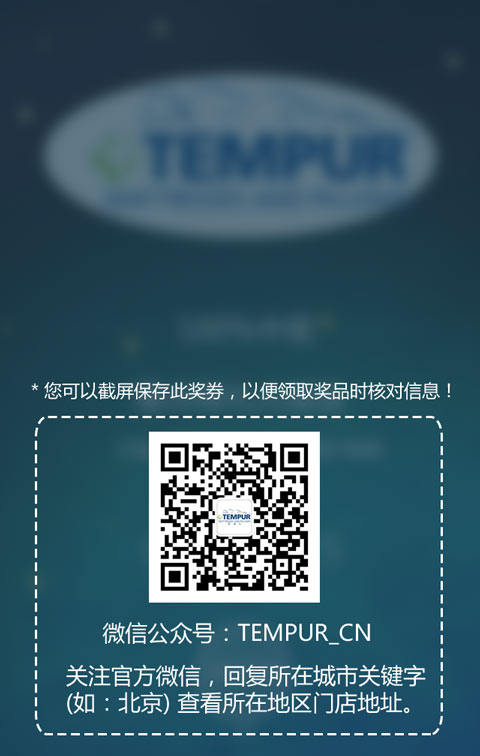 TEMPUR
* 您可以截屏保存此奖券，以便领取奖品时核对信息！
TEMPUR
微信公众号：TEMPUR_CN
关注官方微信，回复所在城市关键字
(如：北京) 查看所在地区门店地址。